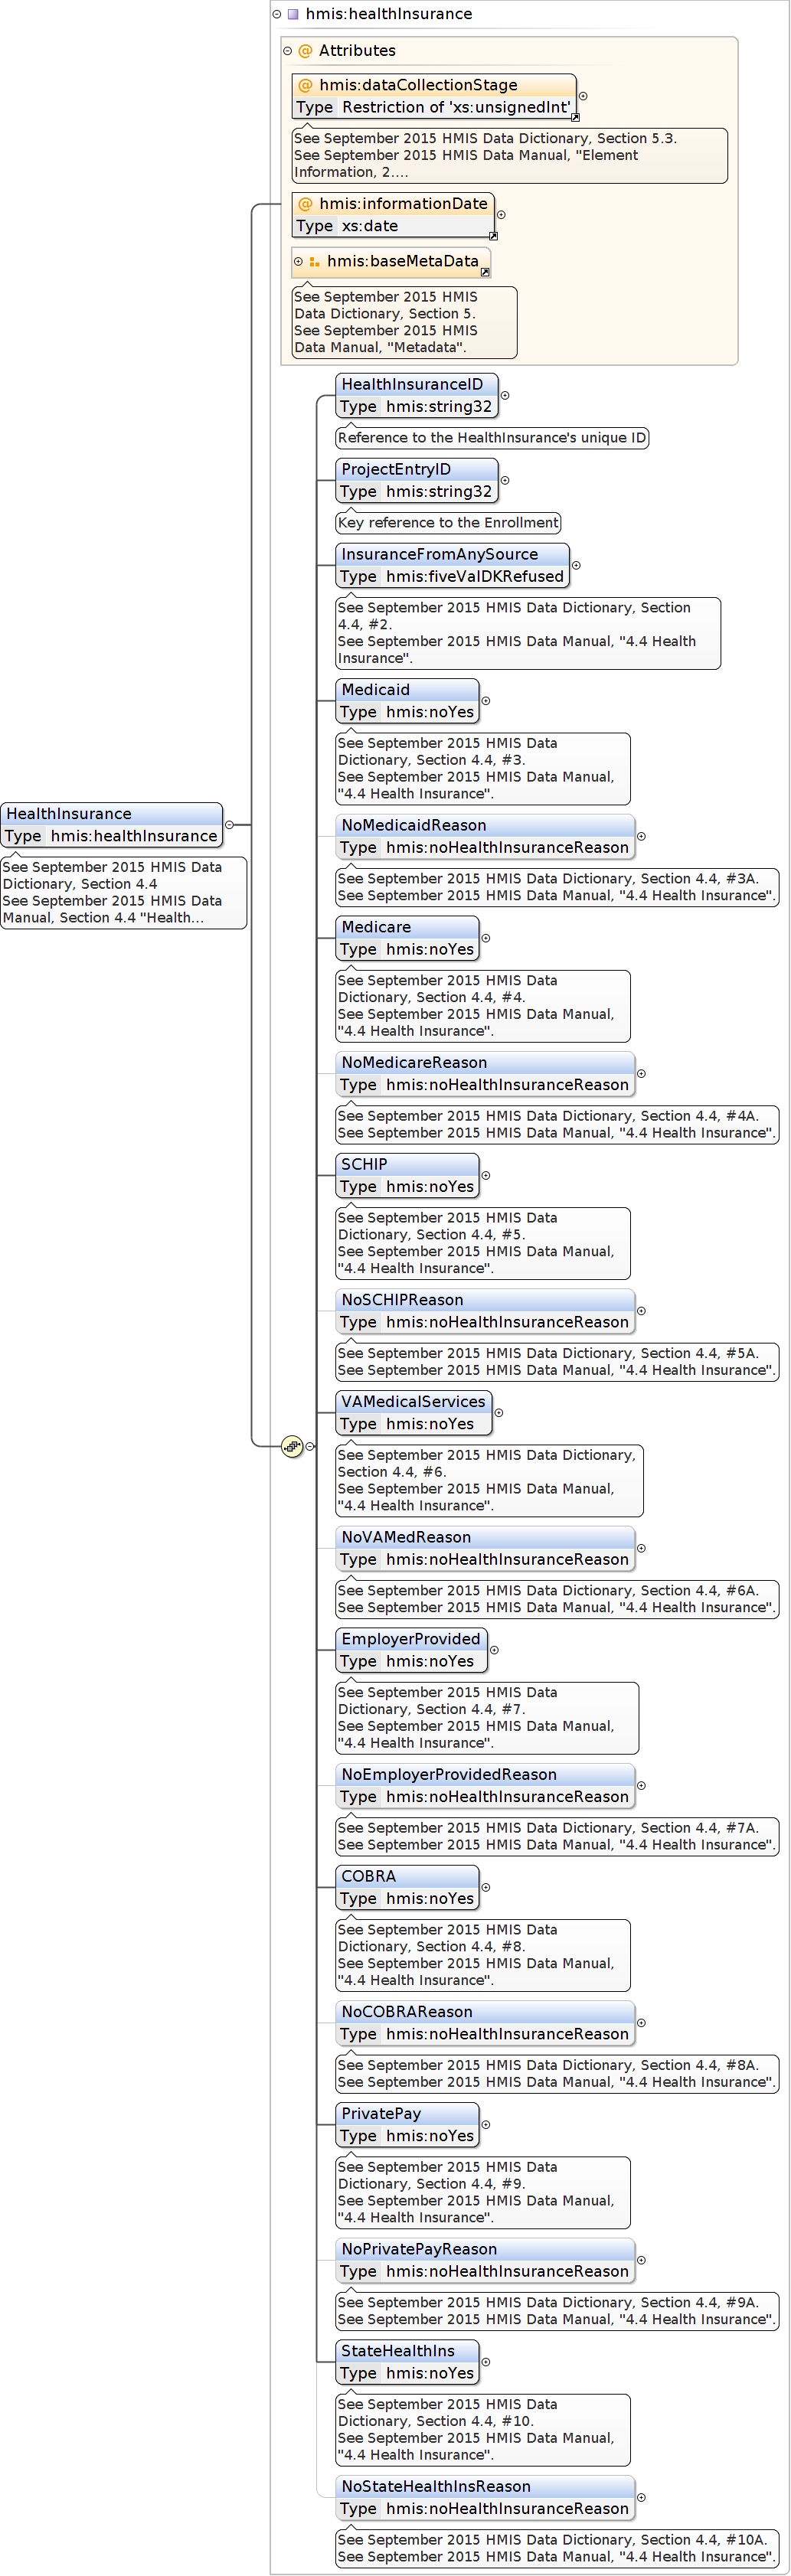 hmis:healthInsurance
@ Attributes
@ hmis:dataCollectionStage
Type Restriction of 'xs:unsignedInt'
See September 2015 HMIS Data Dictionary, Section 5.3.
See September 2015 HMIS Data Manual, "Element
Information, 2....
@ hmis:informationDate
Type xs:date
hmis:baseMetaData
See September 2015 HMIS
Data Dictionary, Section 5.
See September 2015 HMIS
Data Manual, "Metadata".
HealthInsurance
Type hmis:healthInsurance
See September 2015 HMIS Data
Dictionary, Section 4.4
See September 2015 HMIS Data
Manual, Section 4.4 "Health...
HealthInsuranceID
Type hmis:string32
Reference to the HealthInsurance's unique ID
ProjectEntryID
Type hmis:string32
Key reference to the Enrollment
InsuranceFromAnySource
Type hmis:fiveValDKRefused
See September 2015 HMIS Data Dictionary, Section
4.4, #2.
See September 2015 HMIS Data Manual, "4.4 Health
Insurance".
Medicaid
Type hmis:noYes
See September 2015 HMIS Data
Dictionary, Section 4.4, #3.
See September 2015 HMIS Data Manual,
"4.4 Health Insurance".
NoMedicaidReason
Type hmis:noHealthInsuranceReason
See September 2015 HMIS Data Dictionary, Section 4.4, #3A.
See September 2015 HMIS Data Manual, "4.4 Health Insurance".
Medicare
Type hmis:noYes
See September 2015 HMIS Data
Dictionary, Section 4.4, #4.
See September 2015 HMIS Data Manual,
"4.4 Health Insurance".
NoMedicareReason
Type hmis:noHealthInsuranceReason
See September 2015 HMIS Data Dictionary, Section 4.4, #4A.
See September 2015 HMIS Data Manual, "4.4 Health Insurance".
SCHIP
Type hmis:noYes
See September 2015 HMIS Data
Dictionary, Section 4.4, #5.
See September 2015 HMIS Data Manual,
"4.4 Health Insurance".
NoSCHIPReason
Type hmis:noHealthInsuranceReason
See September 2015 HMIS Data Dictionary, Section 4.4, #5A.
See September 2015 HMIS Data Manual, "4.4 Health Insurance".
VAMedicalServices
Type hmis:noYes
See September 2015 HMIS Data Dictionary,
Section 4.4, #6.
See September 2015 HMIS Data Manual,
"4.4 Health Insurance".
NoVAMedReason
Type hmis:noHealthInsuranceReason
See September 2015 HMIS Data Dictionary, Section 4.4, #6A.
See September 2015 HMIS Data Manual, "4.4 Health Insurance".
EmployerProvided
Type hmis:noYes
See September 2015 HMIS Data
Dictionary, Section 4.4, #7.
See September 2015 HMIS Data Manual,
"4.4 Health Insurance".
NoEmployerProvidedReason
Type hmis:noHealthInsuranceReason
See September 2015 HMIS Data Dictionary, Section 4.4, #7A.
See September 2015 HMIS Data Manual, "4.4 Health Insurance".
COBRA
Type hmis:noYes
See September 2015 HMIS Data
Dictionary, Section 4.4, #8.
See September 2015 HMIS Data Manual,
"4.4 Health Insurance".
NoCOBRAReason
Type hmis:noHealthInsuranceReason
See September 2015 HMIS Data Dictionary, Section 4.4, #8A.
See September 2015 HMIS Data Manual, "4.4 Health Insurance".
PrivatePay
Type hmis:noYes
See September 2015 HMIS Data
Dictionary, Section 4.4, #9.
See September 2015 HMIS Data Manual,
"4.4 Health Insurance".
NoPrivatePayReason
Type hmis:noHealthInsuranceReason
See September 2015 HMIS Data Dictionary, Section 4.4, #9A.
See September 2015 HMIS Data Manual, "4.4 Health Insurance".
StateHealthIns
Type hmis:noYes
See September 2015 HMIS Data
Dictionary, Section 4.4, #10.
See September 2015 HMIS Data Manual,
"4.4 Health Insurance".
NoStateHealthInsReason
Type hmis:noHealthInsuranceReason
See September 2015 HMIS Data Dictionary, Section 4.4, #10A.
See September 2015 HMIS Data Manual, "4.4 Health Insurance".